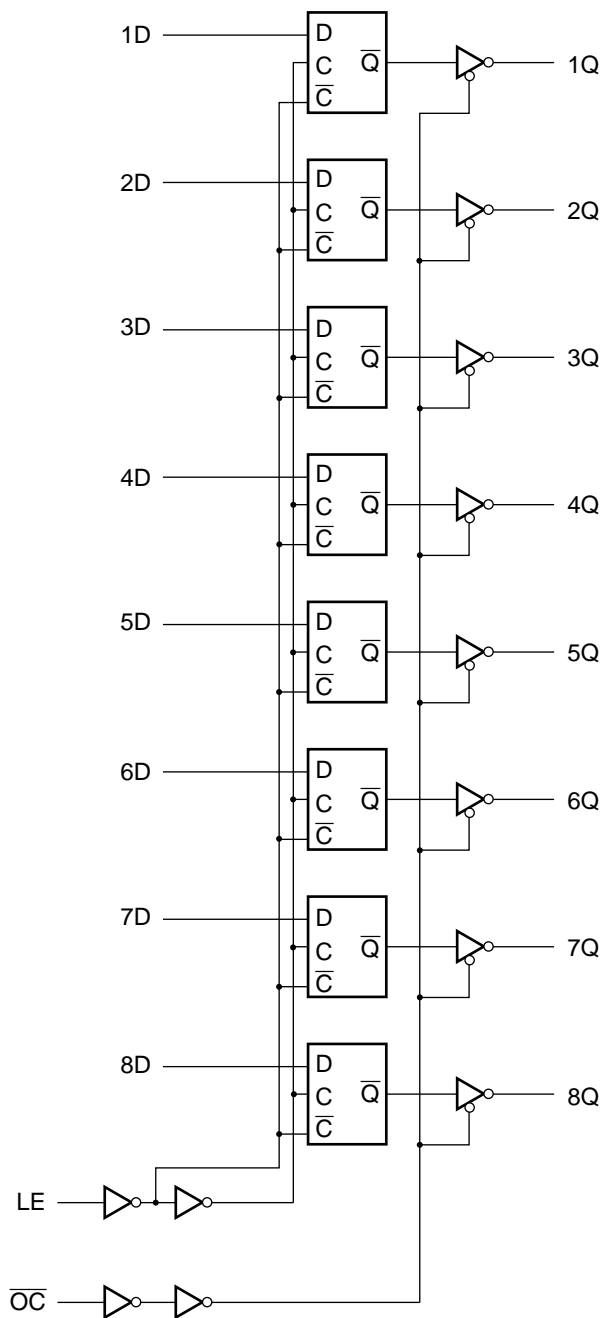 1D D Q̅ 1Q
C
C̅
2D D Q̅ 2Q
C
C̅
3D D Q̅ 3Q
C
C̅
4D D Q̅ 4Q
C
C̅
5D D Q̅ 5Q
C
C̅
6D D Q̅ 6Q
C
C̅
7D D Q̅ 7Q
C
C̅
8D D Q̅ 8Q
C
C̅
LE
O̅C̅